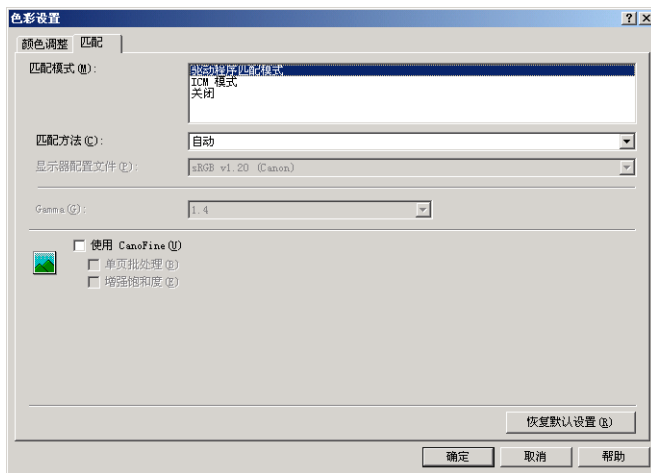 色彩设置
颜色调整 匹配
匹配模式(M):
驱动程序匹配模式
ICM 模式
关闭
匹配方法(C):
自动
显示器配置文件(P):
sRGB v1.20 (Canon)
Gamma(G):
1.4
使用 CanoFine(U)
单页批处理(B)
增强饱和度(E)
恢复默认设置(R)
确定 取消 帮助